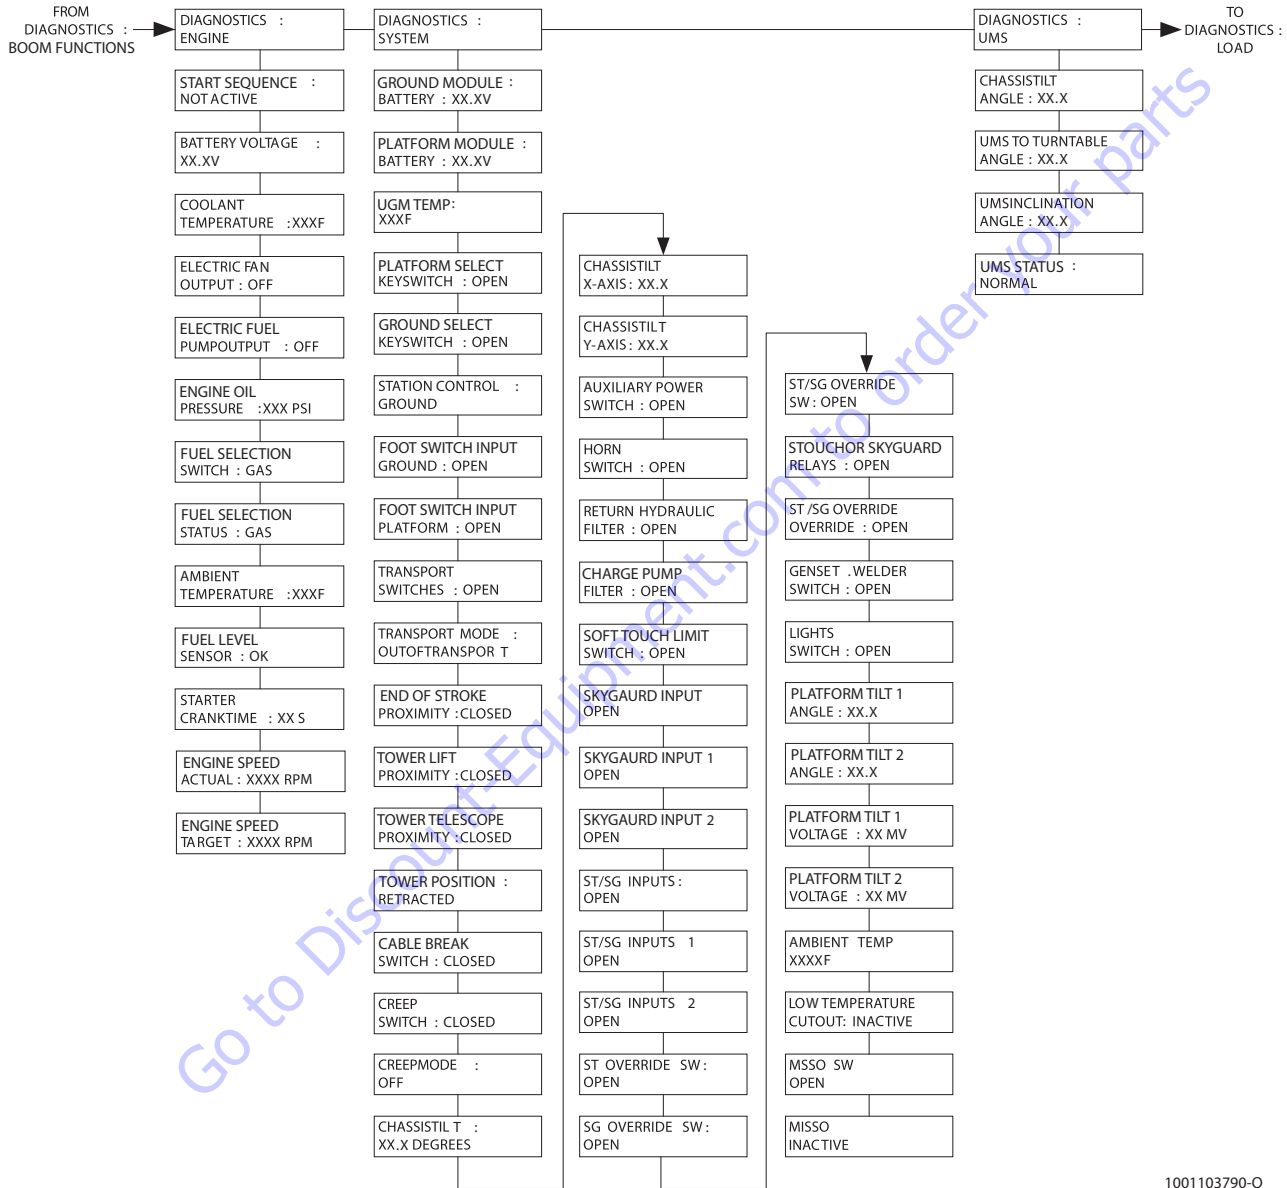 FROM
DIAGNOSTICS :
BOOM FUNCTIONS
DIAGNOSTICS :
ENGINE
START SEQUENCE :
NOT ACTIVE
BATTERY VOLTAGE :
XX.XV
COOLANT
TEMPERATURE :XXXF
ELECTRIC FAN
OUTPUT : OFF
ELECTRIC FUEL
PUMPOUTPUT : OFF
ENGINE OIL
PRESSURE :XXX PSI
FUEL SELECTION
SWITCH : GAS
FUEL SELECTION
STATUS : GAS
AMBIENT
TEMPERATURE :XXXF
FUEL LEVEL
SENSOR : OK
STARTER
CRANKTIME : XX S
ENGINE SPEED
ACTUAL : XXXX RPM
ENGINE SPEED
TARGET : XXXX RPM
DIAGNOSTICS :
SYSTEM
GROUND MODULE :
BATTERY : XX.XV
PLATFORM MODULE :
BATTERY : XX.XV
UGM TEMP:
XXXF
PLATFORM SELECT
KEYSWITCH : OPEN
GROUND SELECT
KEYSWITCH : OPEN
STATION CONTROL :
GROUND
FOOT SWITCH INPUT
GROUND : OPEN
FOOT SWITCH INPUT
PLATFORM : OPEN
TRANSPORT
SWITCHES : OPEN
TRANSPORT MODE :
OUTOFTRANSPOR T
END OF STROKE
PROXIMITY :CLOSED
TOWER LIFT
PROXIMITY :CLOSED
TOWER TELESCOPE
PROXIMITY :CLOSED
TOWER POSITION :
RETRACTED
CABLE BREAK
SWITCH : CLOSED
CREEP
SWITCH : CLOSED
CREEPMODE :
OFF
CHASSISTIL T :
XX.X DEGREES
CHASSISTILT
X-AXIS : XX.X
CHASSISTILT
Y-AXIS : XX.X
AUXILIARY POWER
SWITCH : OPEN
HORN
SWITCH : OPEN
RETURN HYDRAULIC
FILTER : OPEN
CHARGE PUMP
FILTER : OPEN
SOFT TOUCH LIMIT
SWITCH : OPEN
SKYGAURD INPUT
OPEN
SKYGAURD INPUT 1
OPEN
SKYGAURD INPUT 2
OPEN
ST/SG INPUTS :
OPEN
ST/SG INPUTS 1
OPEN
ST/SG INPUTS 2
OPEN
ST OVERRIDE SW :
OPEN
SG OVERRIDE SW :
OPEN
ST/SG OVERRIDE
SW : OPEN
STOUCHOR SKYGUARD
RELAYS : OPEN
ST /SG OVERRIDE
OVERRIDE : OPEN
GENSET .WELDER
SWITCH : OPEN
LIGHTS
SWITCH : OPEN
PLATFORM TILT 1
ANGLE : XX.X
PLATFORM TILT 2
ANGLE : XX.X
PLATFORM TILT 1
VOLTAGE : XX MV
PLATFORM TILT 2
VOLTAGE : XX MV
AMBIENT TEMP
XXXXF
LOW TEMPERATURE
CUTOUT: INACTIVE
MSSO SW
OPEN
MISSO
INACTIVE
DIAGNOSTICS :
UMS
CHASSISTILT
ANGLE : XX.X
UMS TO TURNTABLE
ANGLE : XX.X
UMSINCLINATION
ANGLE : XX.X
UMS STATUS :
NORMAL
TO
DIAGNOSTICS :
LOAD
Go to Discount-Equipment.com to order your parts
1001103790-O